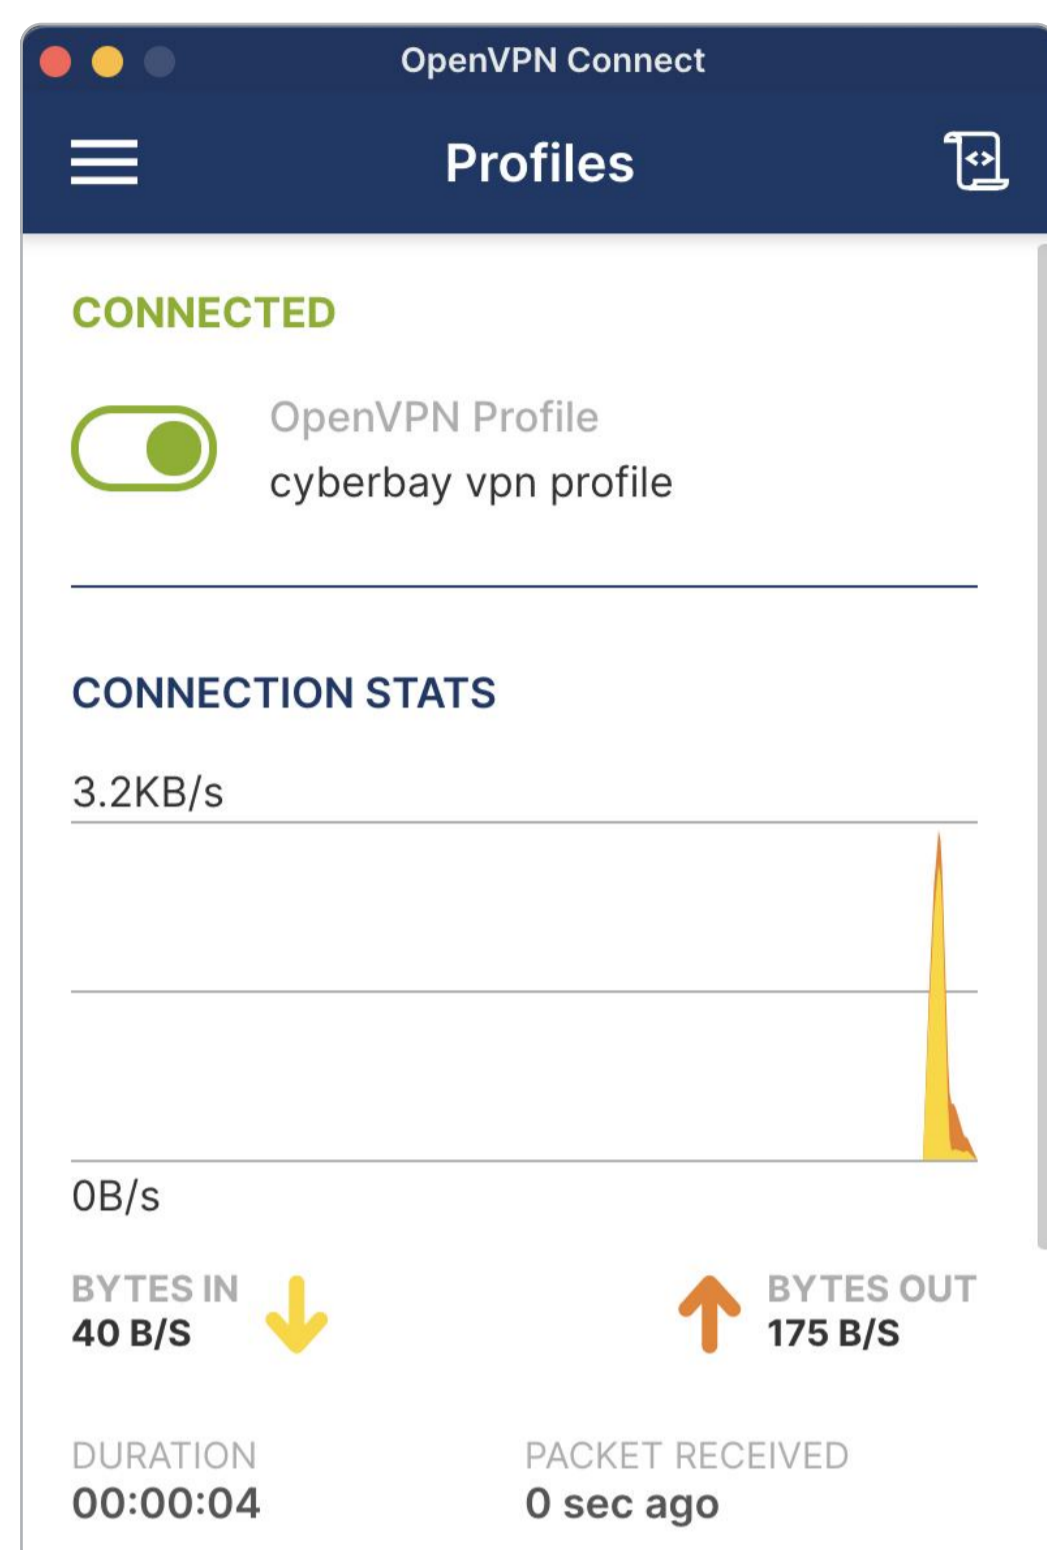 OpenVPN Connect
Profiles
CONNECTED
OpenVPN Profile
cyberbay vpn profile
CONNECTION STATS
3.2KB/s
0B/s
BYTES IN
40 B/S
BYTES OUT
175 B/S
DURATION
00:00:04
PACKET RECEIVED
0 sec ago